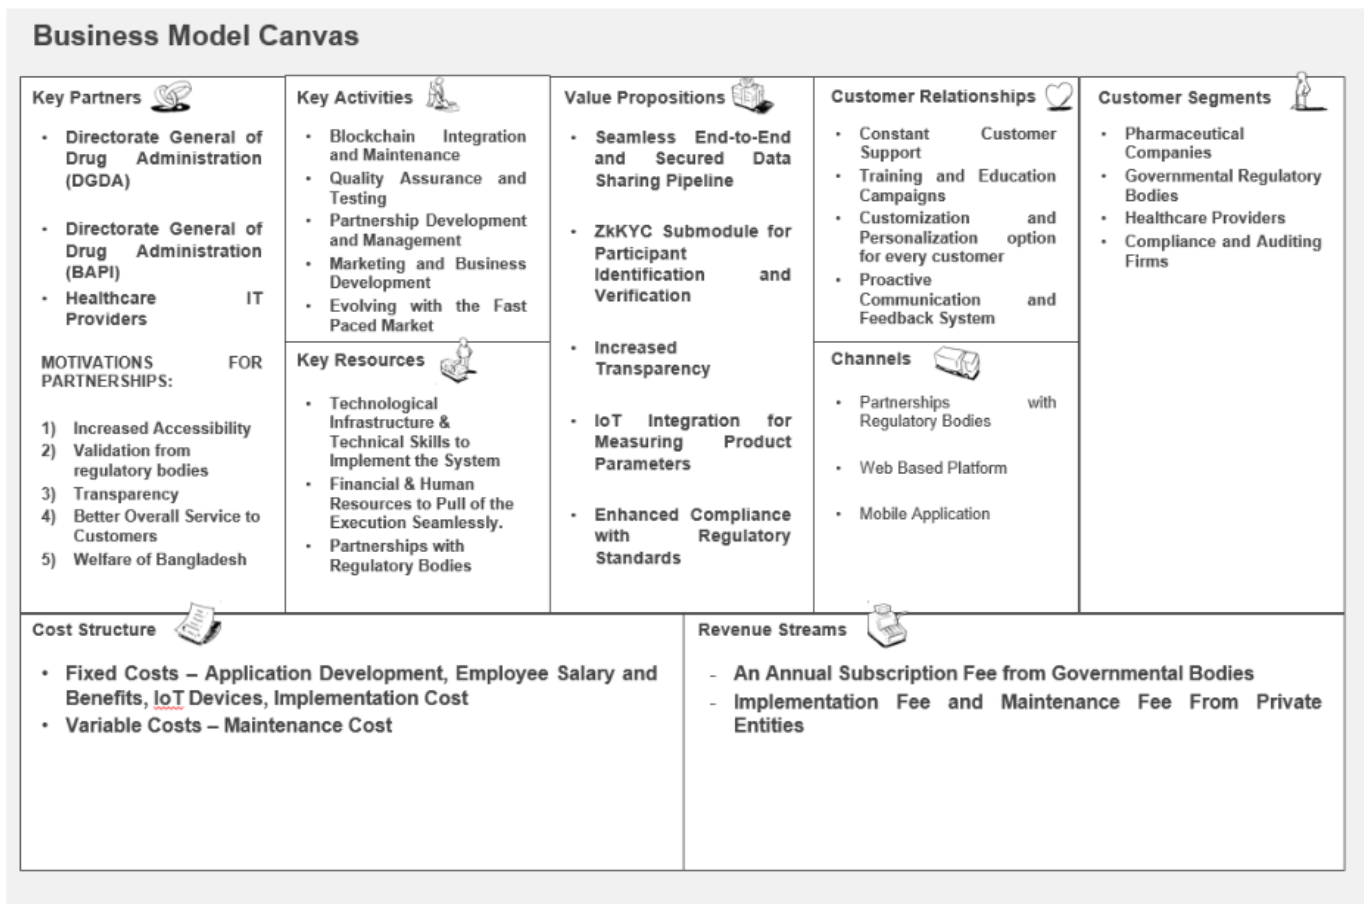 Business Model Canvas
Key Partners
• Directorate General of
Drug Administration
(DGDA)
• Directorate General of
Drug Administration
(BAPI)
• Healthcare IT
Providers
MOTIVATIONS FOR
PARTNERSHIPS:
1) Increased Accessibility
2) Validation from
regulatory bodies
3) Transparency
4) Better Overall Service to
Customers
5) Welfare of Bangladesh
Key Activities
• Blockchain Integration
and Maintenance
• Quality Assurance and
Testing
• Partnership Development
and Management
• Marketing and Business
Development
• Evolving with the Fast
Paced Market
Key Resources
• Technological
Infrastructure &
Technical Skills to
Implement the System
• Financial & Human
Resources to Pull of the
Execution Seamlessly.
• Partnerships with
Regulatory Bodies
Value Propositions
• Seamless End-to-End
and Secured Data
Sharing Pipeline
• ZkKYC Submodule for
Participant
Identification and
Verification
• Increased
Transparency
• IoT Integration for
Measuring Product
Parameters
• Enhanced Compliance
with Regulatory
Standards
Customer Relationships
• Constant Customer
Support
• Training and Education
Campaigns
• Customization and
Personalization option
for every customer
• Proactive
Communication and
Feedback System
Channels
• Partnerships with
Regulatory Bodies
• Web Based Platform
• Mobile Application
Customer Segments
• Pharmaceutical
Companies
• Governmental Regulatory
Bodies
• Healthcare Providers
• Compliance and Auditing
Firms
Cost Structure
• Fixed Costs – Application Development, Employee Salary and
Benefits, IoT Devices, Implementation Cost
• Variable Costs – Maintenance Cost
Revenue Streams
- An Annual Subscription Fee from Governmental Bodies
- Implementation Fee and Maintenance Fee From Private
Entities